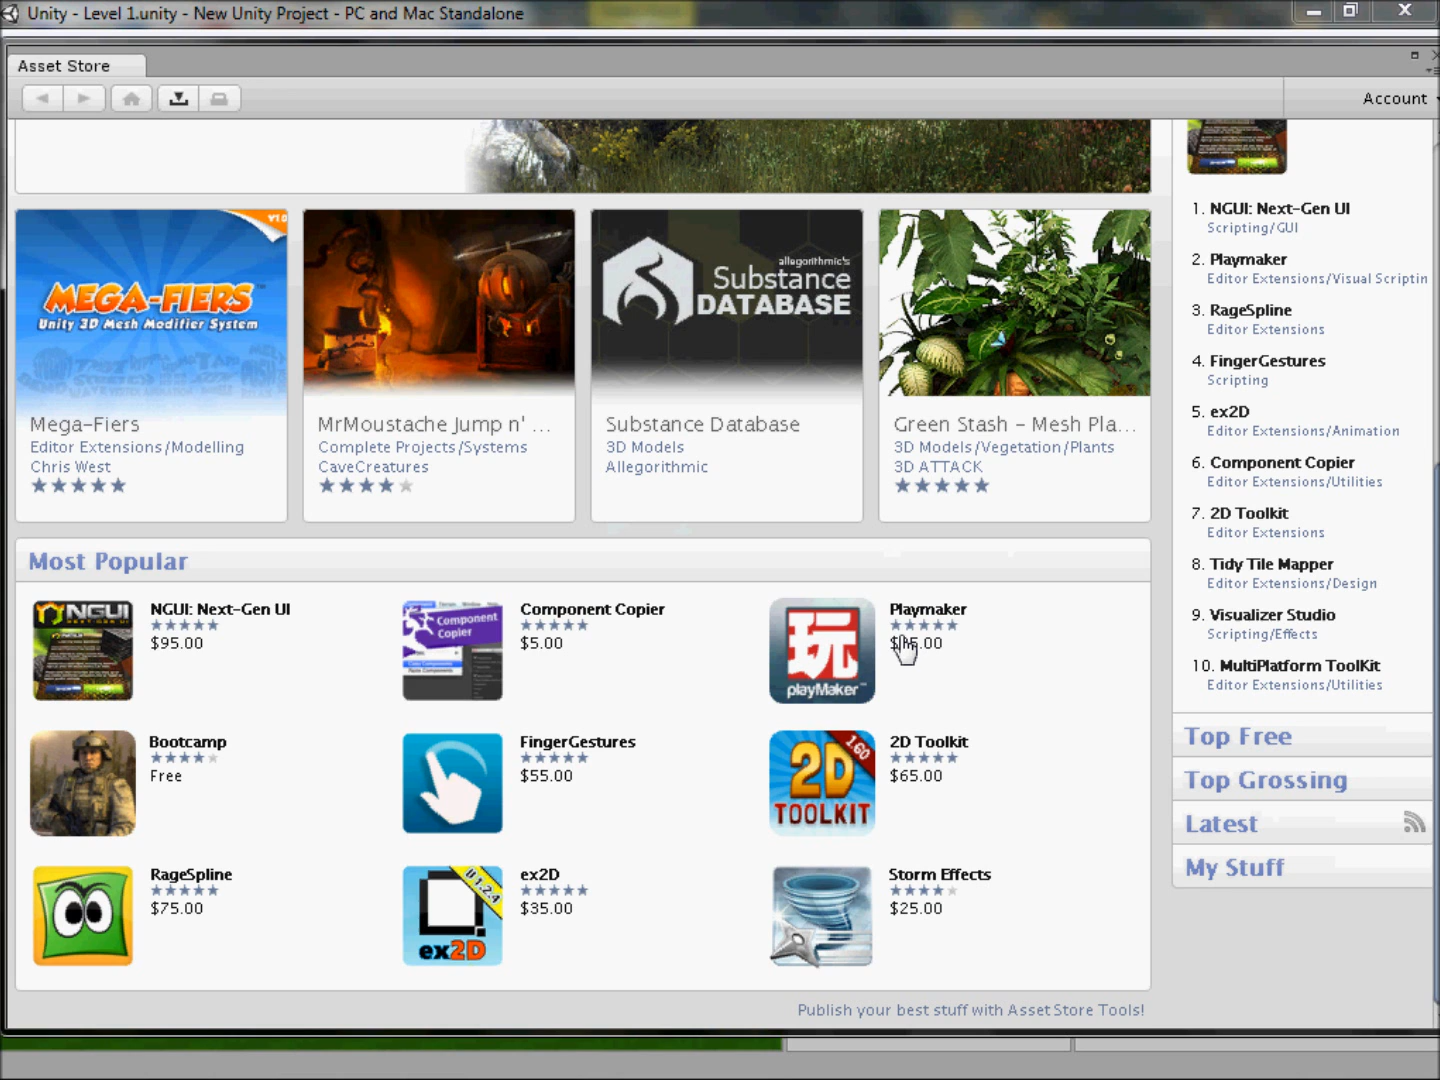 Unity - Level 1.unity - New Unity Project - PC and Mac Standalone
Asset Store
Account
MEGA-FIERS
Unity 3D Mesh Modifier System
Mega-Fiers
Editor Extensions/Modelling
Chris West
MrMoustache Jump n' ...
Complete Projects/Systems
CaveCreatures
allegorithmic's
Substance
DATABASE
Substance Database
3D Models
Allegorithmic
Green Stash - Mesh Pla...
3D Models/Vegetation/Plants
3D ATTACK
Most Popular
NGUI
NGUI: Next-Gen UI
$95.00
Component
Copier
Component Copier
$5.00
玩
playMaker™
Playmaker
Bootcamp
Free
FingerGestures
$55.00
1.60
2D
TOOLKIT
2D Toolkit
$65.00
RageSpline
$75.00
U 1.2.4
ex2D
ex2D
$35.00
Storm Effects
$25.00
Publish your best stuff with Asset Store Tools!
1. NGUI: Next-Gen UI
Scripting/GUI
2. Playmaker
Editor Extensions/Visual Scriptin
3. RageSpline
Editor Extensions
4. FingerGestures
Scripting
5. ex2D
Editor Extensions/Animation
6. Component Copier
Editor Extensions/Utilities
7. 2D Toolkit
Editor Extensions
8. Tidy Tile Mapper
Editor Extensions/Design
9. Visualizer Studio
Scripting/Effects
10. MultiPlatform ToolKit
Editor Extensions/Utilities
Top Free
Top Grossing
Latest
My Stuff